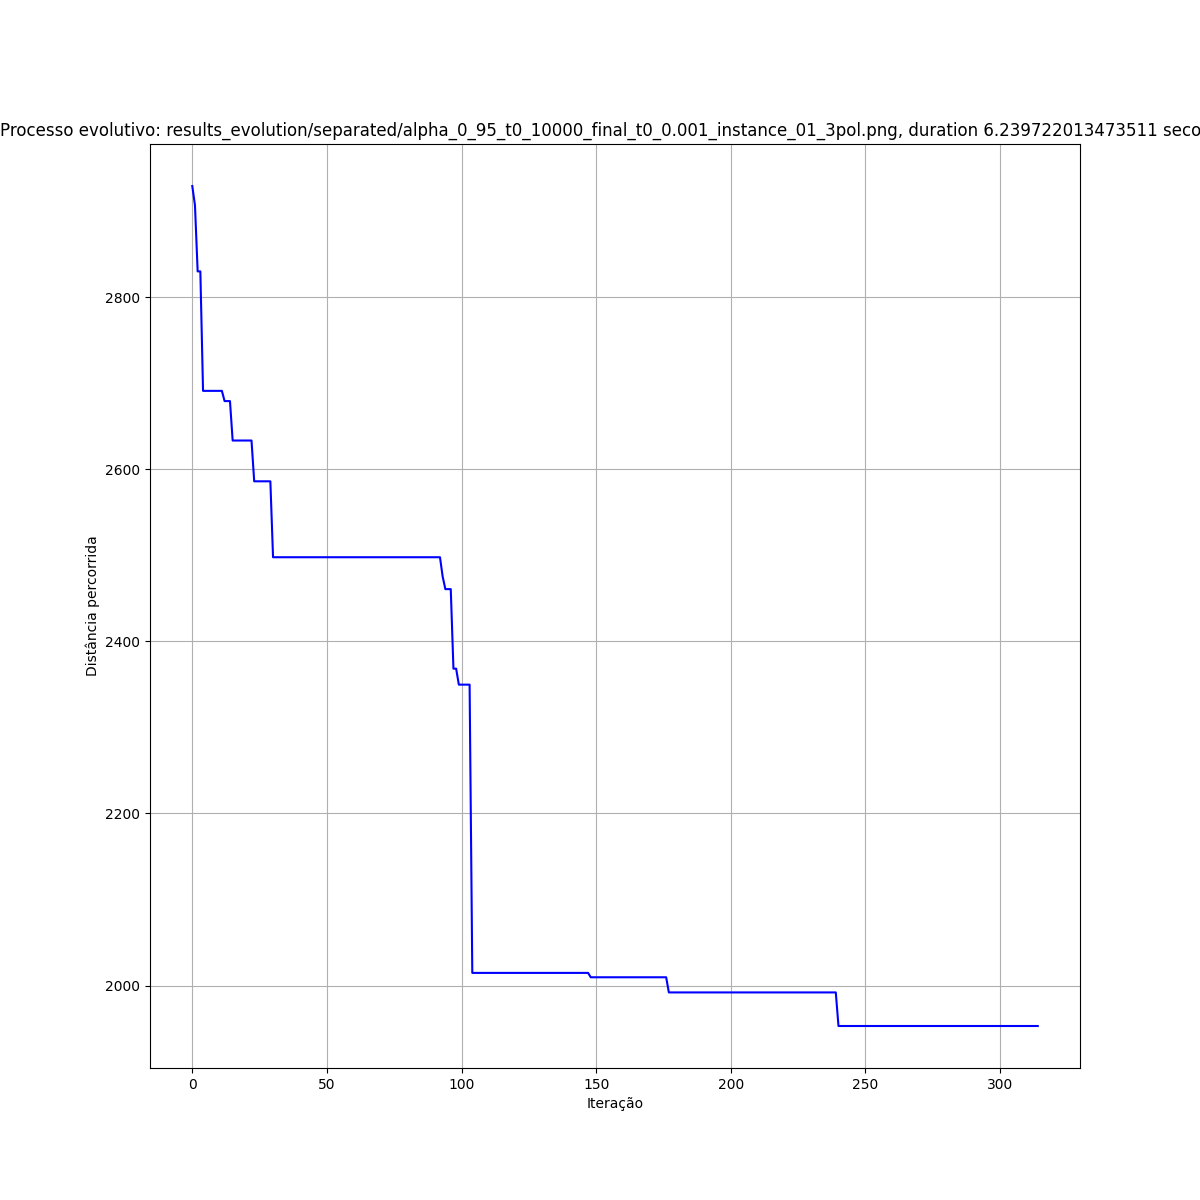 Processo evolutivo: results_evolution/separated/alpha_0_95_t0_10000_final_t0_0.001_instance_01_3pol.png, duration 6.239722013473511 seco
2800
2600
2400
2200
2000
Distância percorrida
0 50 100 150 200 250 300
Iteração